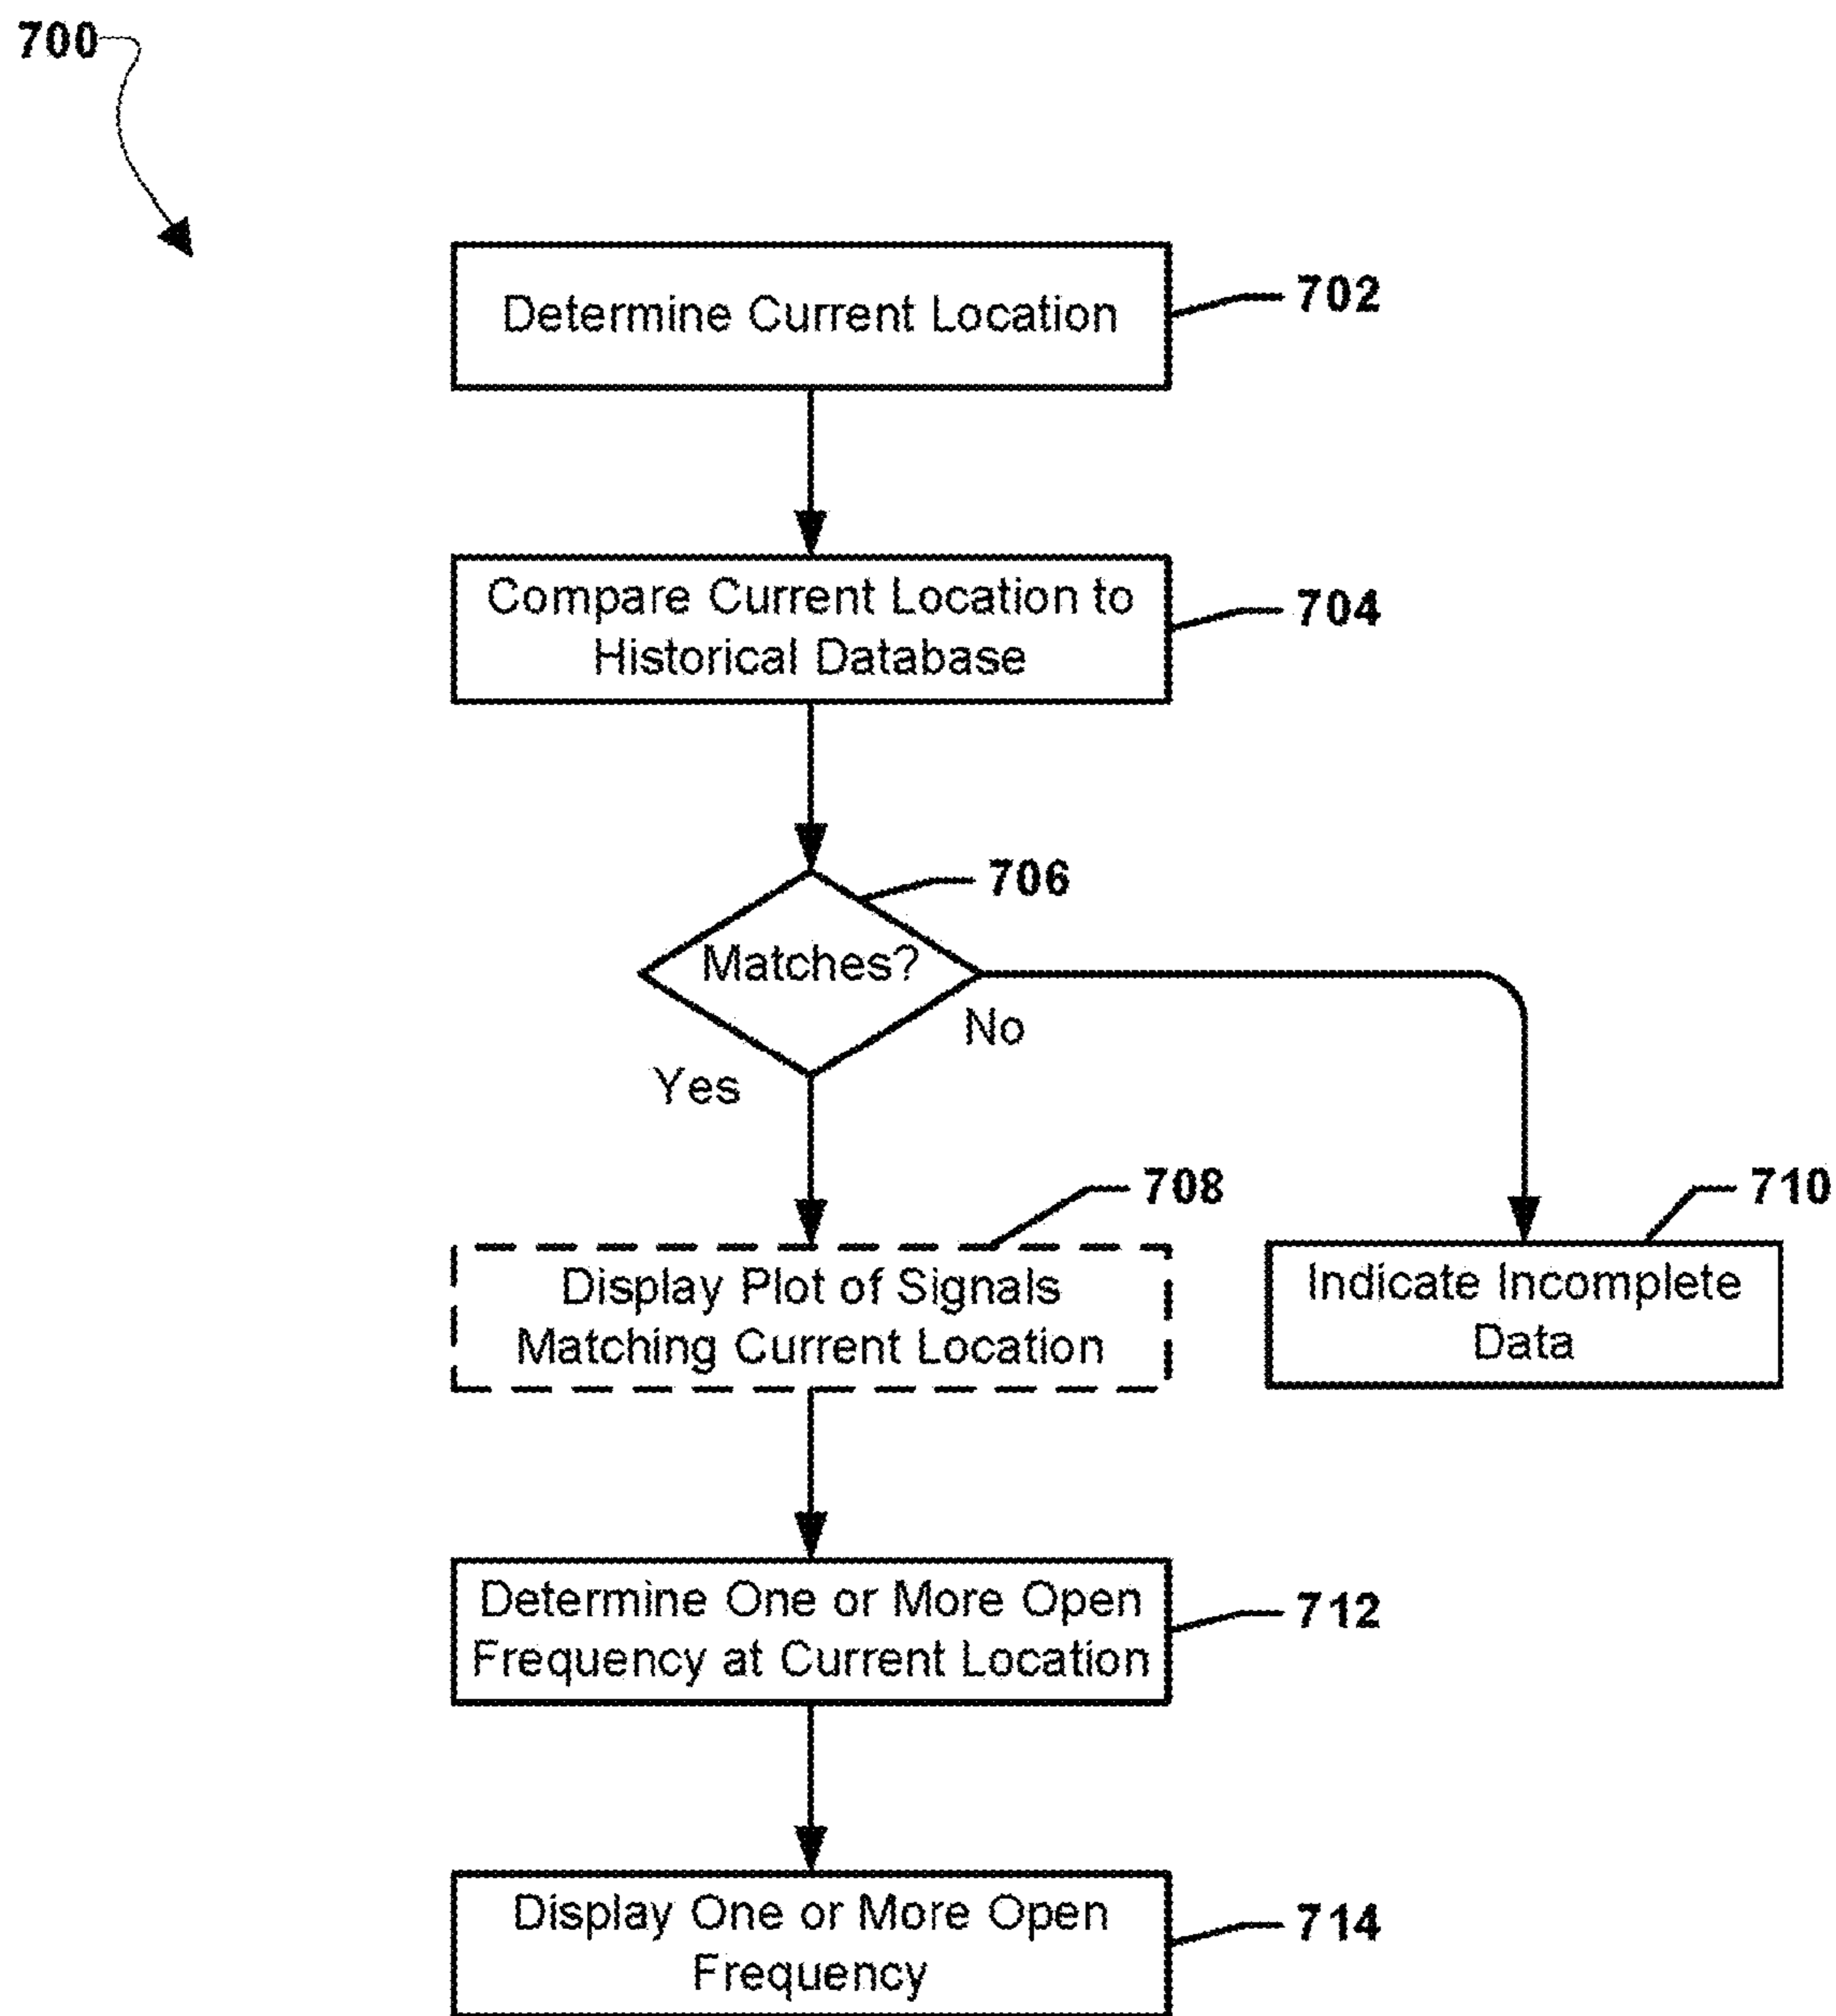 700
Determine Current Location
702
Compare Current Location to
Historical Database
704
706
Matches?
No
Yes
708
710
Display Plot of Signals
Matching Current Location
Indicate Incomplete
Data
Determine One or More Open
Frequency at Current Location
712
Display One or More Open
Frequency
714